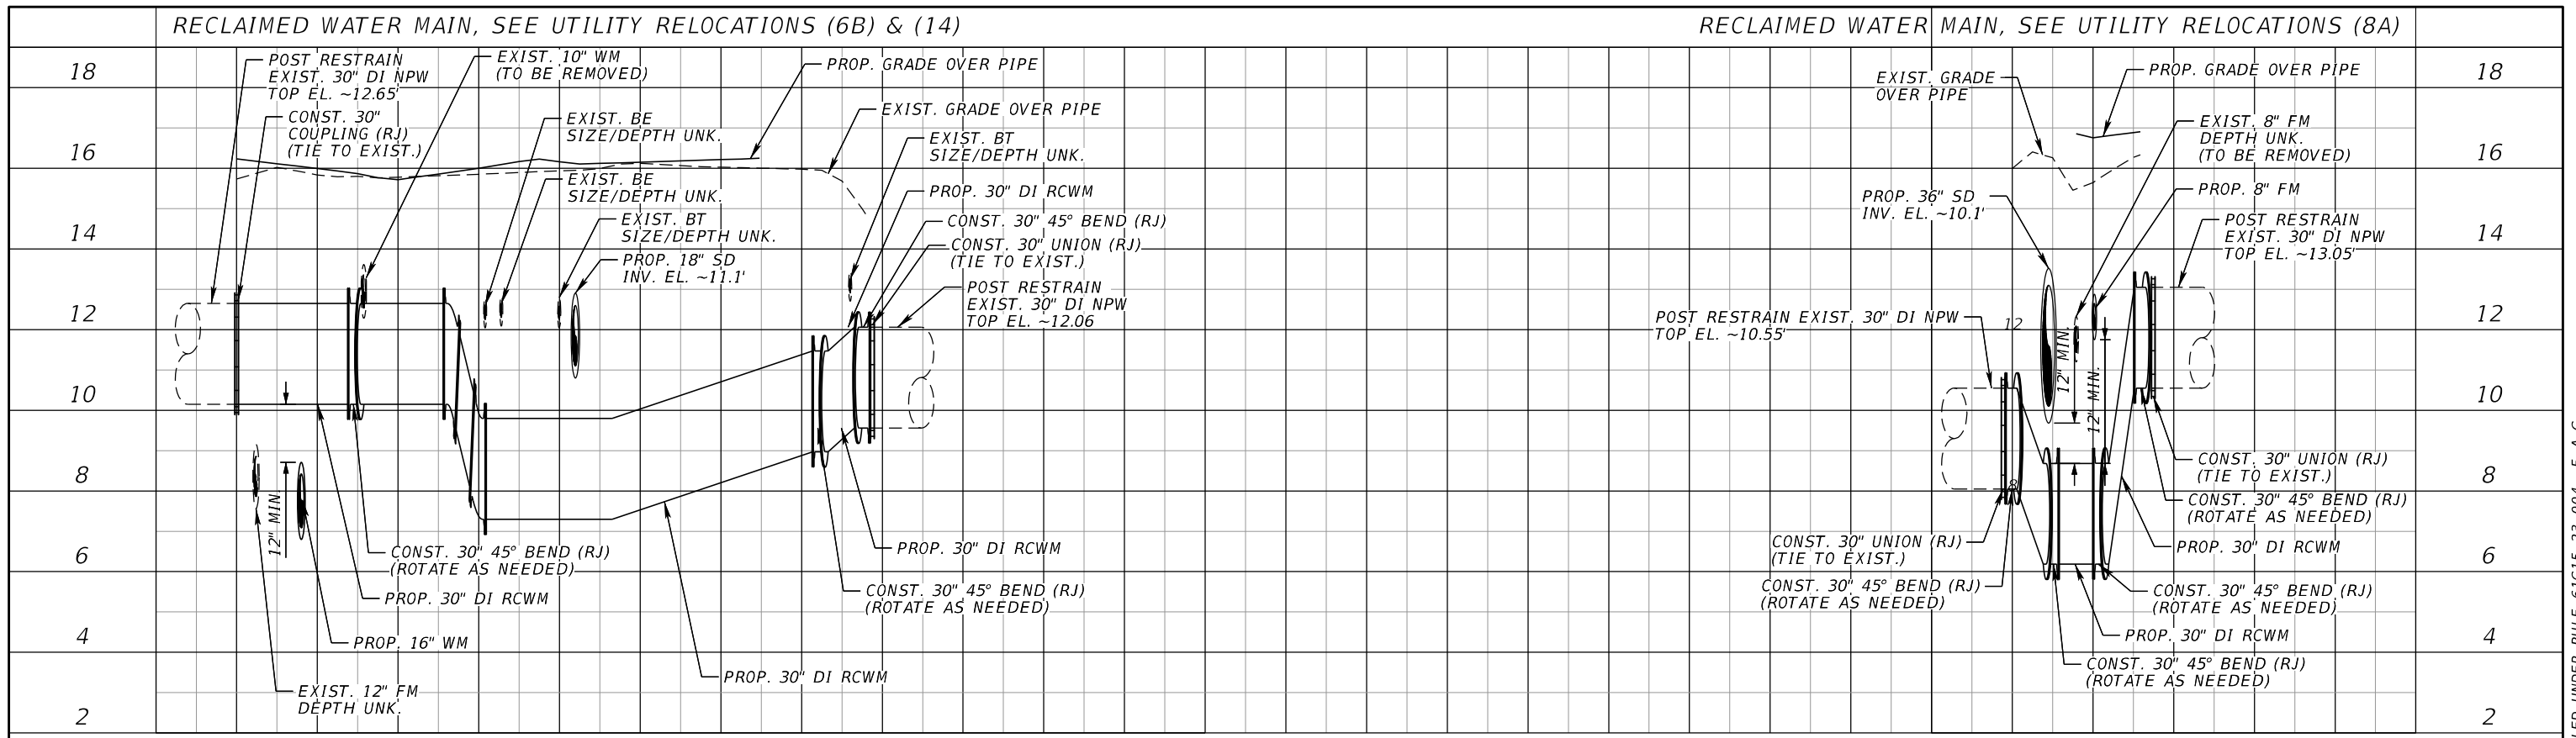 RECLAIMED WATER MAIN, SEE UTILITY RELOCATIONS (6B) & (14)
RECLAIMED WATER MAIN, SEE UTILITY RELOCATIONS (8A)
18
16
14
12
10
8
6
4
2
POST RESTRAIN
EXIST. 30" DI NPW
TOP EL. ~12.65'
CONST. 30"
COUPLING (RJ)
(TIE TO EXIST.)
EXIST. 10" WM
(TO BE REMOVED)
EXIST. BE
SIZE/DEPTH UNK.
EXIST. BE
SIZE/DEPTH UNK.
EXIST. BT
SIZE/DEPTH UNK.
PROP. 18" SD
INV. EL. ~11.1'
PROP. GRADE OVER PIPE
EXIST. GRADE OVER PIPE
EXIST. BT
SIZE/DEPTH UNK.
PROP. 30" DI RCWM
CONST. 30" 45° BEND (RJ)
CONST. 30" UNION (RJ)
(TIE TO EXIST.)
POST RESTRAIN
EXIST. 30" DI NPW
TOP EL. ~12.06
12" MIN.
CONST. 30" 45° BEND (RJ)
(ROTATE AS NEEDED)
PROP. 30" DI RCWM
PROP. 16" WM
EXIST. 12" FM
DEPTH UNK.
PROP. 30" DI RCWM
PROP. 30" DI RCWM
CONST. 30" 45° BEND (RJ)
(ROTATE AS NEEDED)
EXIST. GRADE
OVER PIPE
PROP. GRADE OVER PIPE
EXIST. 8" FM
DEPTH UNK.
(TO BE REMOVED)
PROP. 36" SD
INV. EL. ~10.1'
PROP. 8" FM
POST RESTRAIN
EXIST. 30" DI NPW
TOP EL. ~13.05'
POST RESTRAIN EXIST. 30" DI NPW
TOP EL. ~10.55'
12
12" MIN.
12" MIN.
8
CONST. 30" UNION (RJ)
(TIE TO EXIST.)
CONST. 30" 45° BEND (RJ)
(ROTATE AS NEEDED)
PROP. 30" DI RCWM
CONST. 30" UNION (RJ)
(TIE TO EXIST.)
CONST. 30" 45° BEND (RJ)
(ROTATE AS NEEDED)
CONST. 30" 45° BEND (RJ)
(ROTATE AS NEEDED)
PROP. 30" DI RCWM
CONST. 30" 45° BEND (RJ)
(ROTATE AS NEEDED)
18
16
14
12
10
8
6
4
2